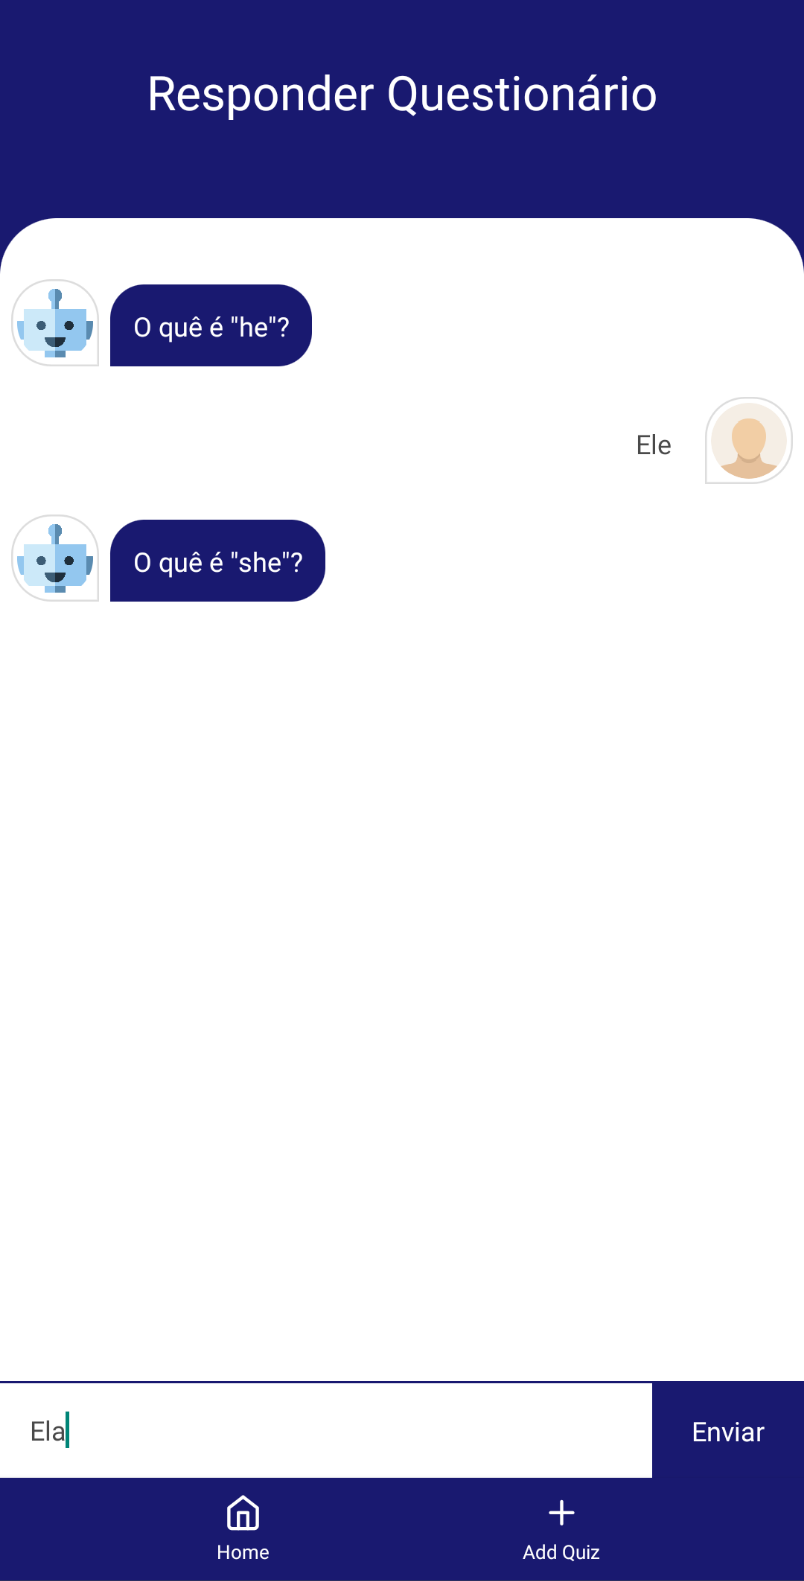 Responder Questionário
O quê é "he"?
Ele
O quê é "she"?
Ela
Enviar
Home
Add Quiz